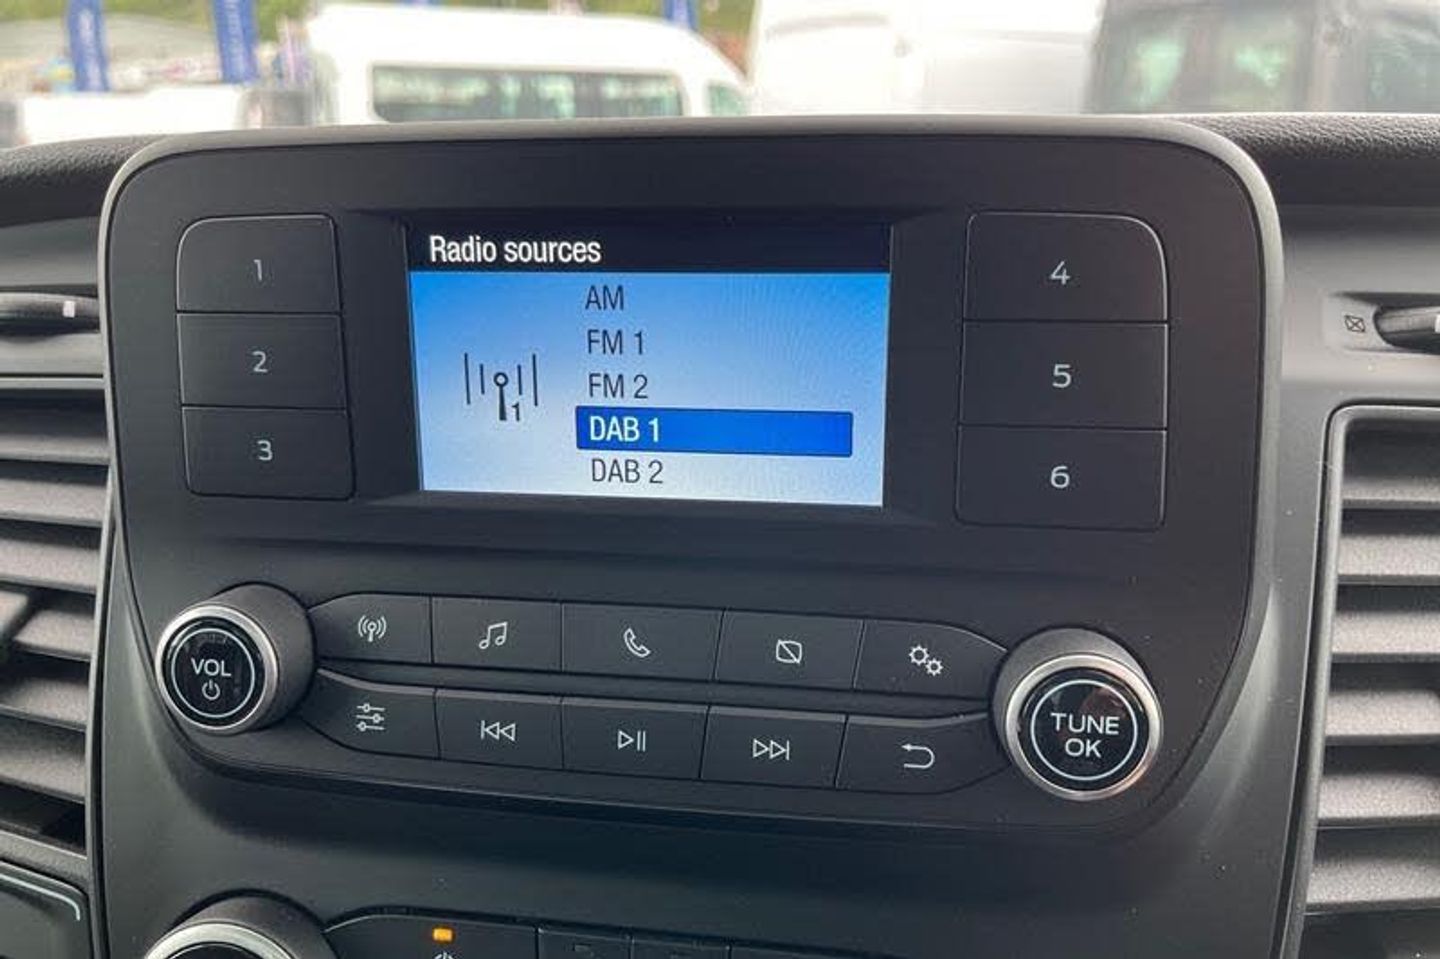 Radio sources
AM
FM 1
FM 2
DAB 1
DAB 2
1
1
2
3
4
5
6
VOL
TUNE
OK